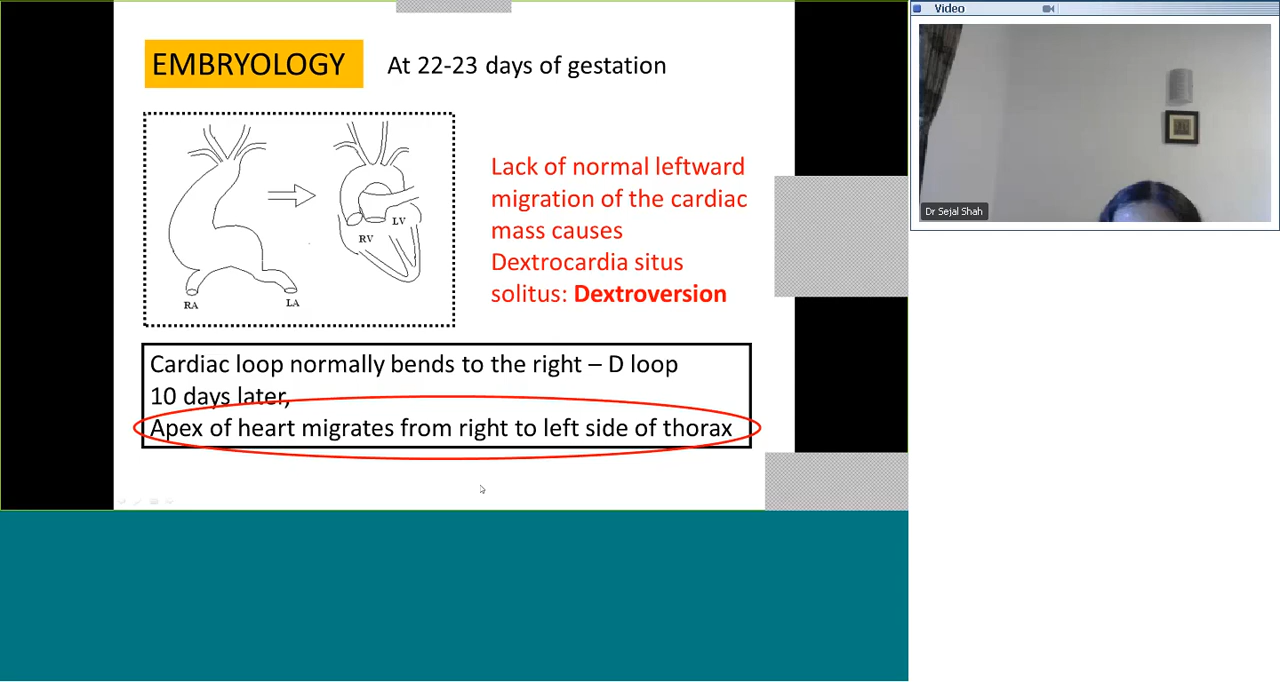 EMBRYOLOGY
At 22-23 days of gestation
RV
LV
RA
LA
Lack of normal leftward
migration of the cardiac
mass causes
Dextrocardia situs
solitus: Dextroversion
Cardiac loop normally bends to the right – D loop
10 days later,
Apex of heart migrates from right to left side of thorax
Video
Dr Sejal Shah